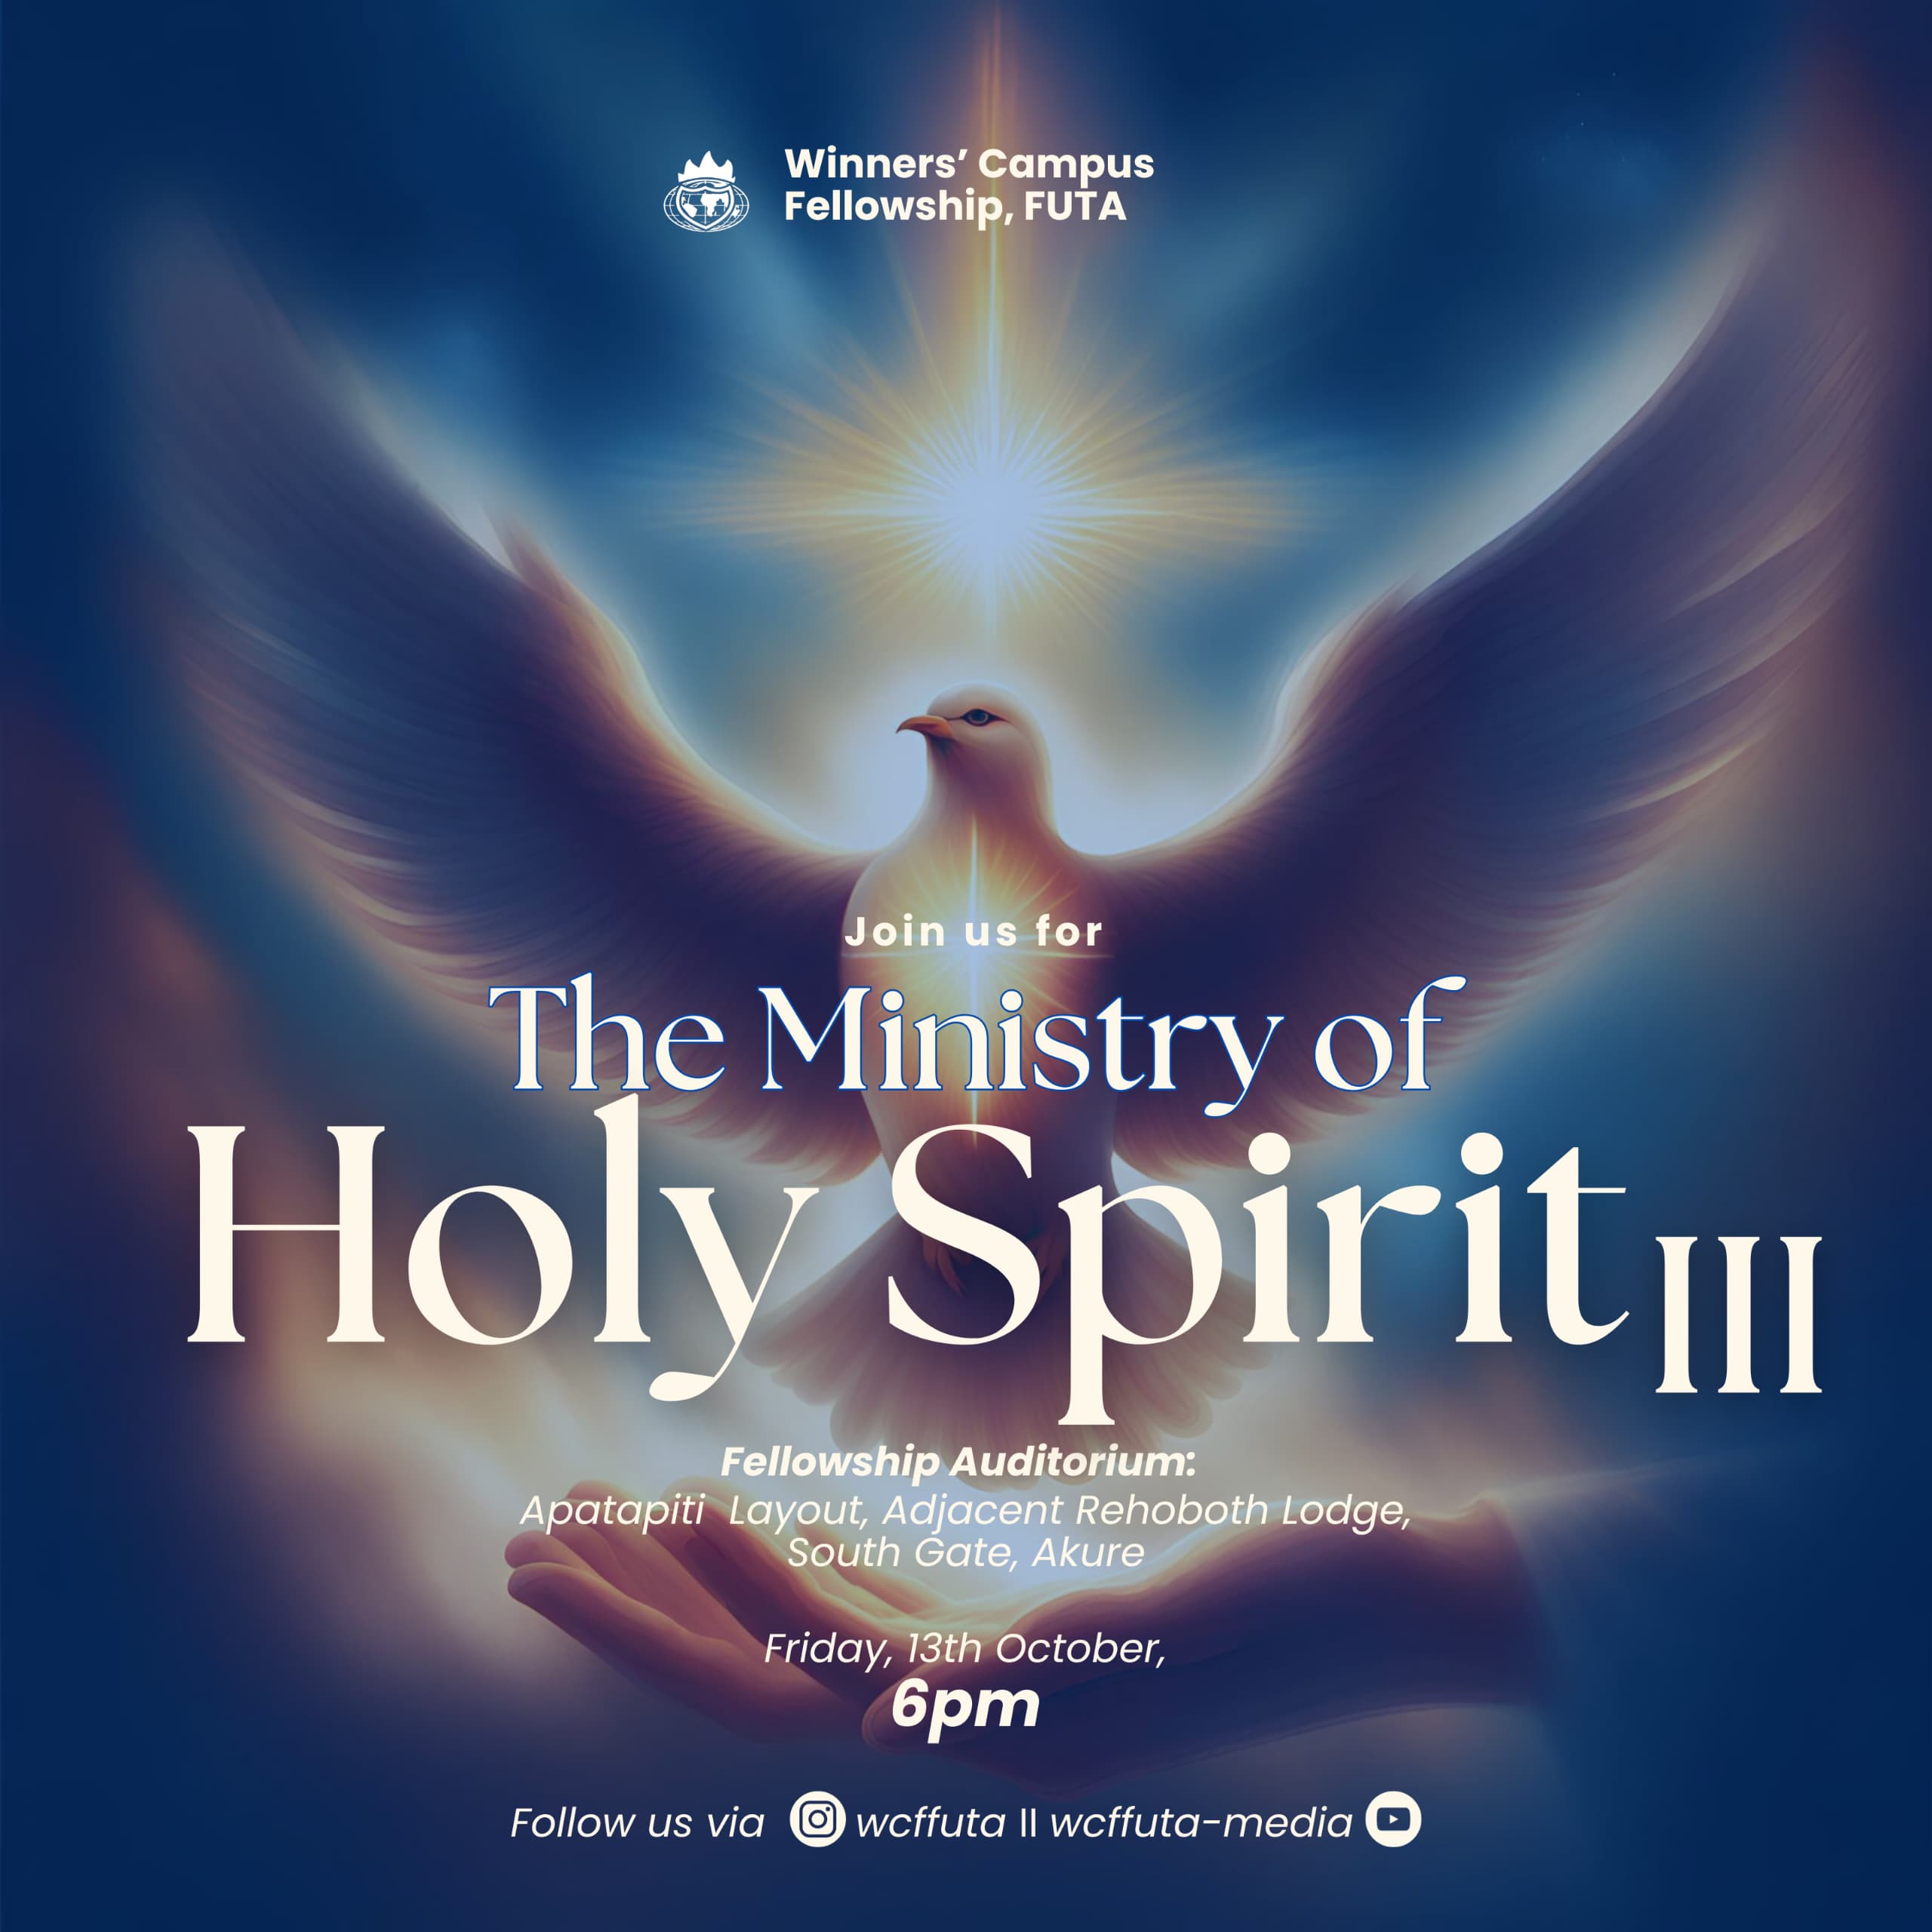 Winners’ Campus
Fellowship, FUTA
Join us for
The Ministry of
Holy Spirit III
Fellowship Auditorium:
Apatapiti Layout, Adjacent Rehoboth Lodge,
South Gate, Akure
Friday, 13th October,
6pm
Follow us via wcffuta II wcffuta-media